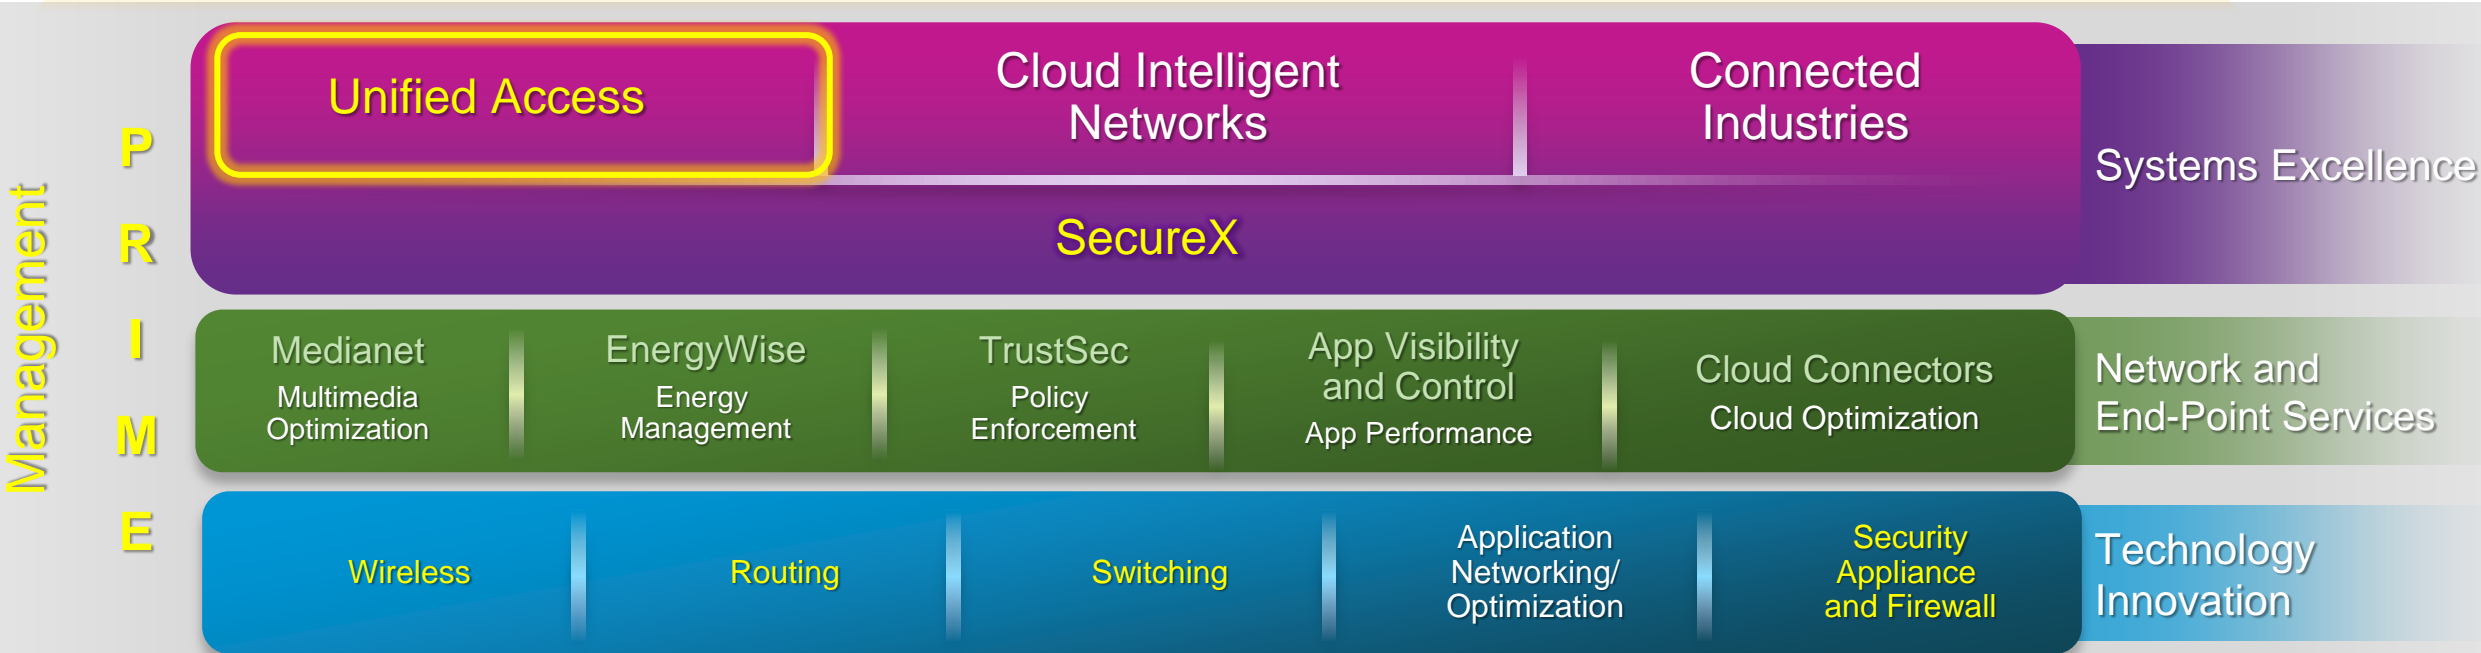 Management
P
R
I
M
E
Unified Access
Cloud Intelligent
Networks
Connected
Industries
SecureX
Systems Excellence
Medianet
Multimedia
Optimization
EnergyWise
Energy
Management
TrustSec
Policy
Enforcement
App Visibility
and Control
App Performance
Cloud Connectors
Cloud Optimization
Network and
End-Point Services
Wireless
Routing
Switching
Application
Networking/
Optimization
Security
Appliance
and Firewall
Technology
Innovation